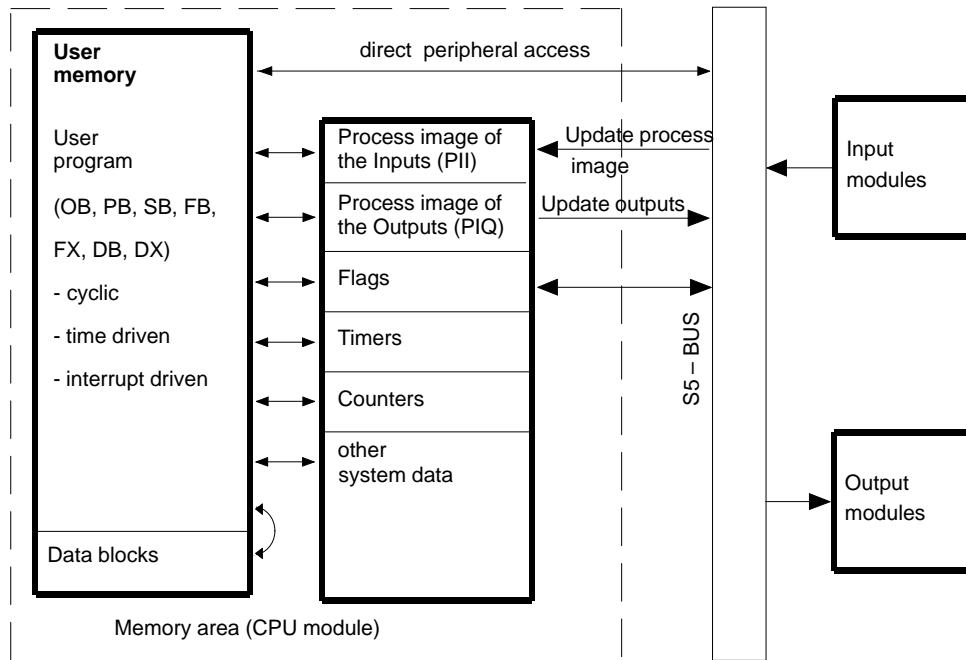 User
memory
User
program
(OB, PB, SB, FB,
FX, DB, DX)
- cyclic
- time driven
- interrupt driven
Data blocks
direct peripheral access
Process image of
the Inputs (PII)
Process image of
the Outputs (PIQ)
Flags
Timers
Counters
other
system data
Update process
image
Update outputs
S5 – BUS
Input
modules
Output
modules
Memory area (CPU module)